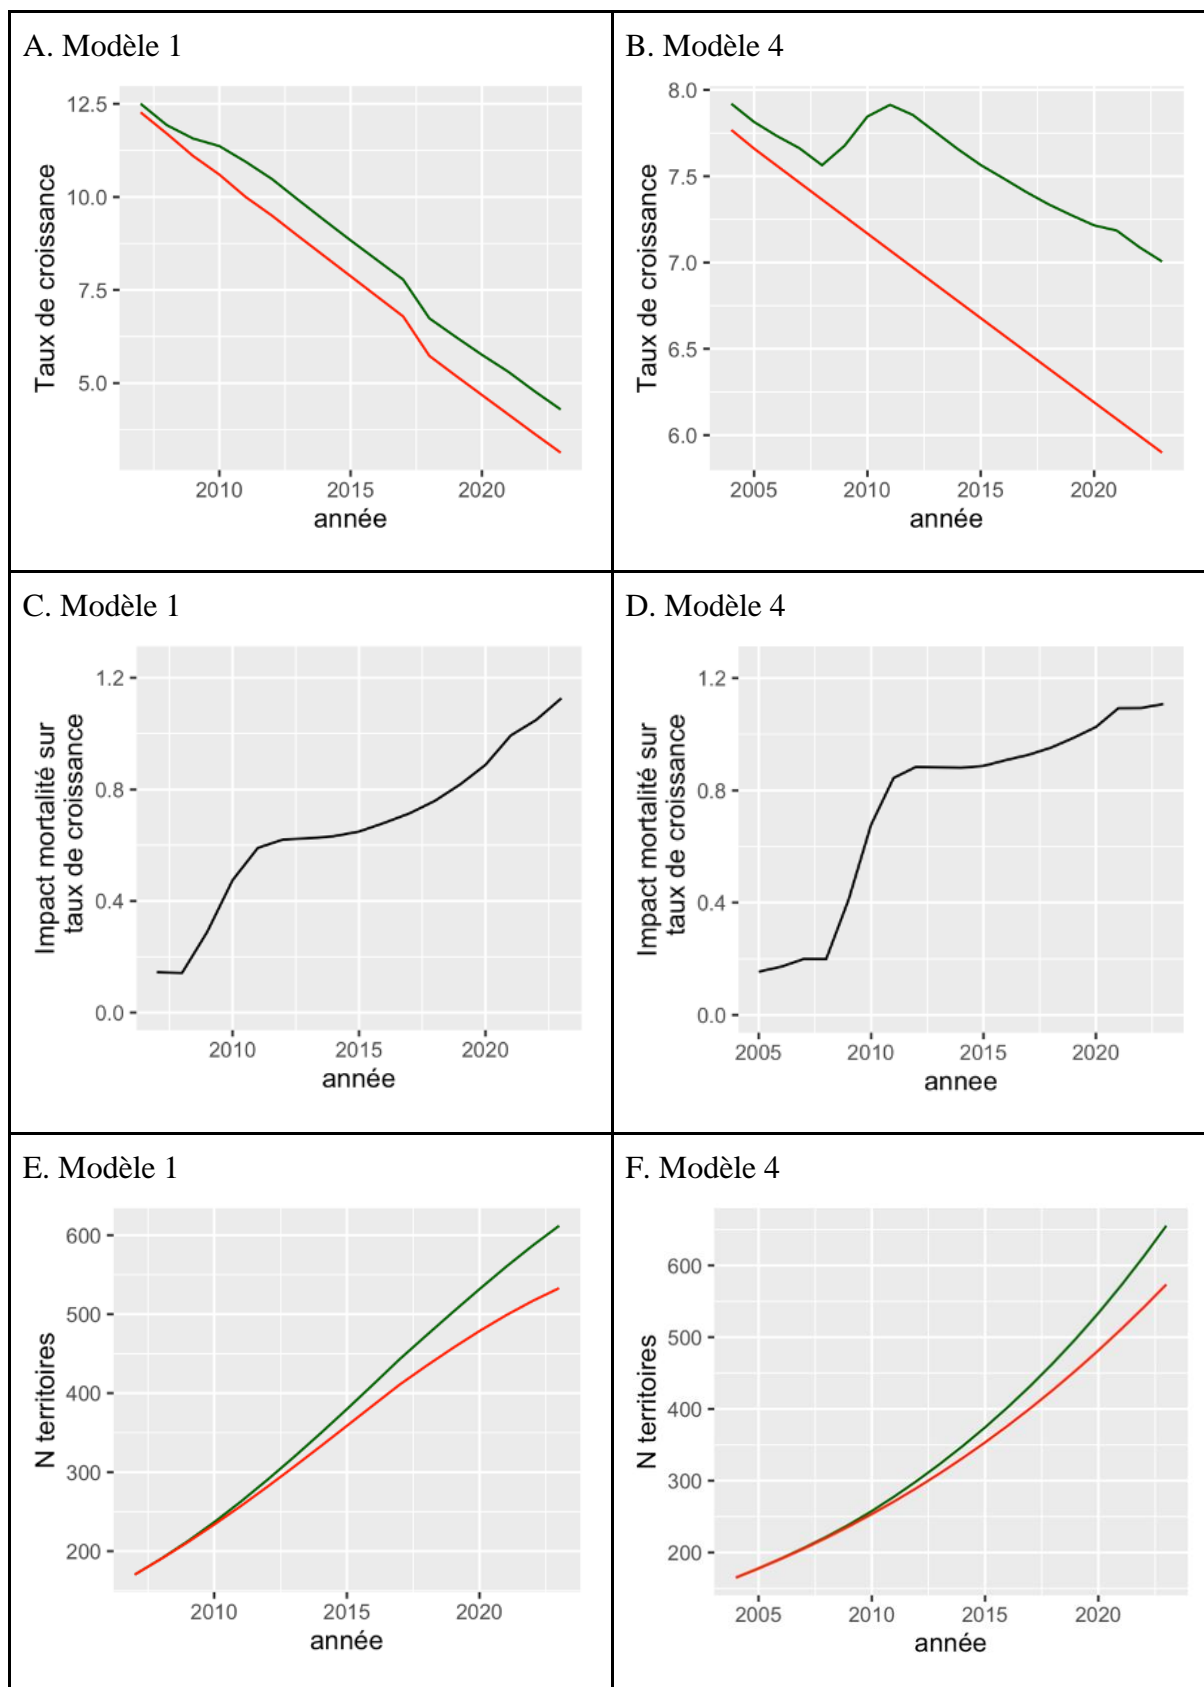 A. Modèle 1
12.5
10.0
7.5
5.0
Taux de croissance
2010 2015 2020
année
B. Modèle 4
8.0
7.5
7.0
6.5
6.0
Taux de croissance
2005 2010 2015 2020
année
C. Modèle 1
1.2
0.8
0.4
0.0
Impact mortalité sur
taux de croissance
2010 2015 2020
année
D. Modèle 4
1.2
0.8
0.4
0.0
Impact mortalité sur
taux de croissance
2005 2010 2015 2020
annee
E. Modèle 1
600
500
400
300
200
N territoires
2010 2015 2020
année
F. Modèle 4
600
500
400
300
200
N territoires
2005 2010 2015 2020
année